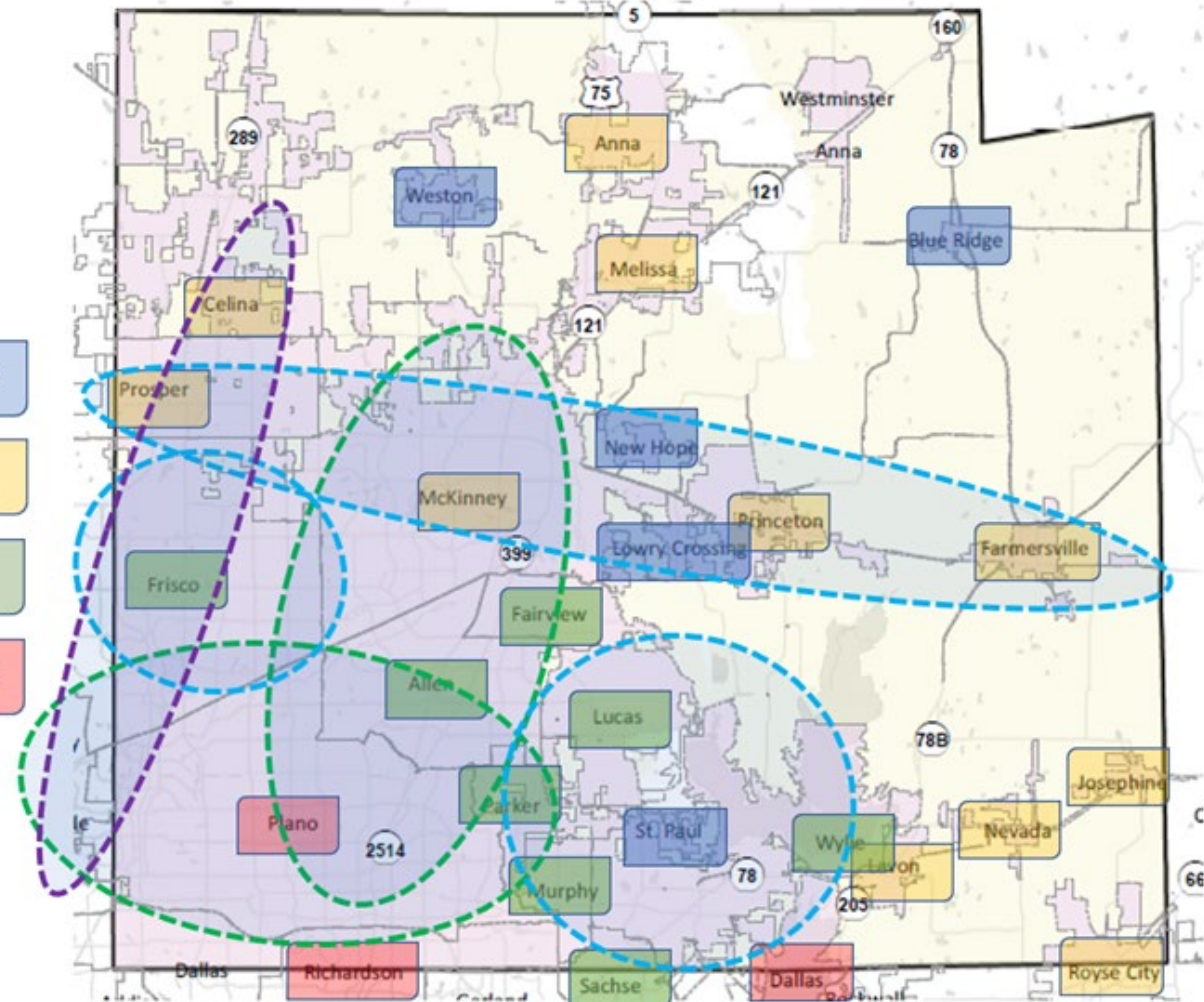 5
160
75
Westminster
289
Anna
Anna
78
121
Weston
Blue Ridge
Melissa
Celina
121
Prosper
New Hope
McKinney
Princeton
399
Lowry Crossing
Farmersville
Frisco
Fairview
Allen
Lucas
78B
Josephine
Parker
Plano
St. Paul
Nevada
2514
Wylie
Lavon
78
Murphy
66
205
Dallas
Richardson
Sachse
Dallas
Royse City